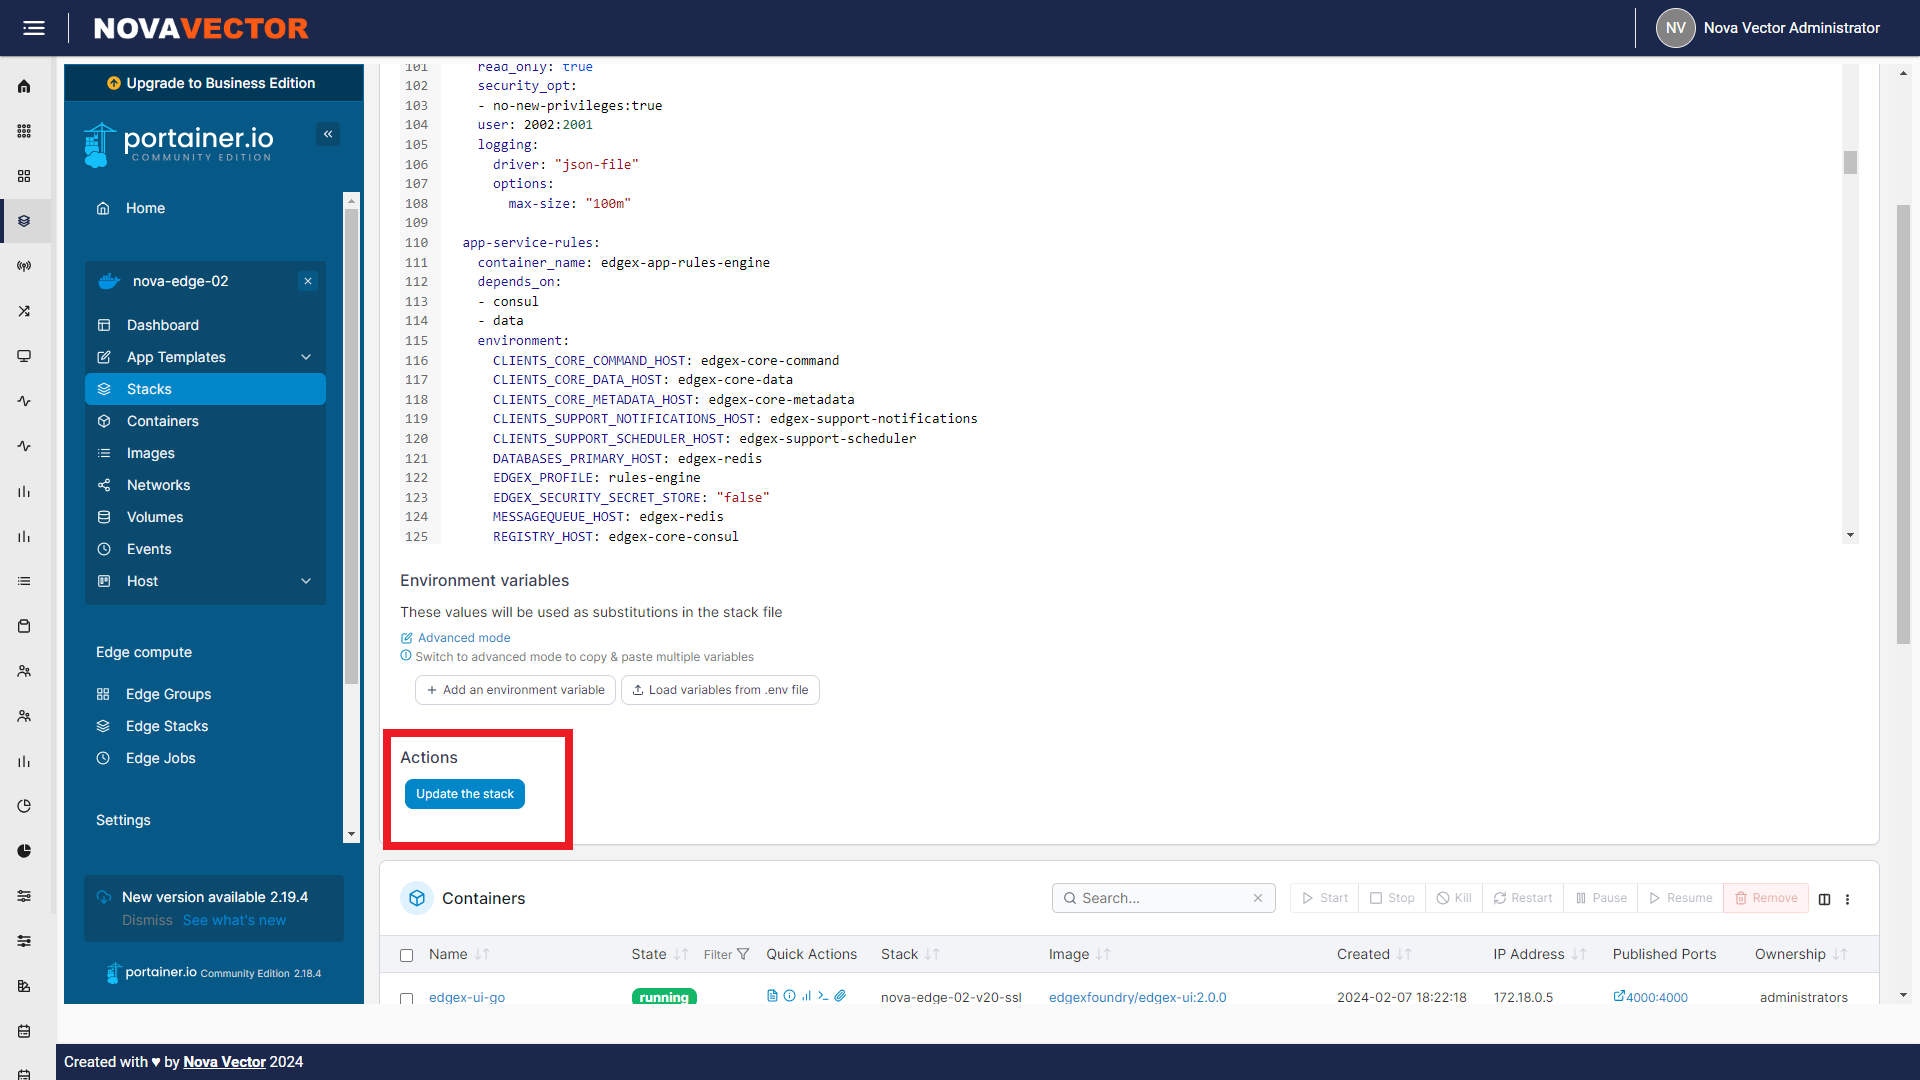 NOVAVECTOR
NV
Nova Vector Administrator
Upgrade to Business Edition
portainer.io
COMMUNITY EDITION
Home
nova-edge-02
Dashboard
App Templates
Stacks
Containers
Images
Networks
Volumes
Events
Host
Edge compute
Edge Groups
Edge Stacks
Edge Jobs
Settings
New version available 2.19.4
Dismiss See what's new
portainer.io Community Edition 2.18.4
101 read_only: true
102 security_opt:
103 - no-new-privileges:true
104 user: 2002:2001
105 logging:
106 driver: "json-file"
107 options:
108 max-size: "100m"
109
110 app-service-rules:
111 container_name: edgex-app-rules-engine
112 depends_on:
113 - consul
114 - data
115 environment:
116 CLIENTS_CORE_COMMAND_HOST: edgex-core-command
117 CLIENTS_CORE_DATA_HOST: edgex-core-data
118 CLIENTS_CORE_METADATA_HOST: edgex-core-metadata
119 CLIENTS_SUPPORT_NOTIFICATIONS_HOST: edgex-support-notifications
120 CLIENTS_SUPPORT_SCHEDULER_HOST: edgex-support-scheduler
121 DATABASES_PRIMARY_HOST: edgex-redis
122 EDGEX_PROFILE: rules-engine
123 EDGEX_SECURITY_SECRET_STORE: "false"
124 MESSAGEQUEUE_HOST: edgex-redis
125 REGISTRY_HOST: edgex-core-consul
Environment variables
These values will be used as substitutions in the stack file
Advanced mode
Switch to advanced mode to copy & paste multiple variables
+ Add an environment variable Load variables from .env file
Actions
Update the stack
Containers
Search...
Start Stop Kill Restart Pause Resume Remove
Name State Filter Quick Actions Stack Image Created IP Address Published Ports Ownership
edgex-ui-go running nova-edge-02-v20-ssl edgexfoundry/edgex-ui:2.0.0 2024-02-07 18:22:18 172.18.0.5 4000:4000 administrators
Created with ♥ by Nova Vector 2024